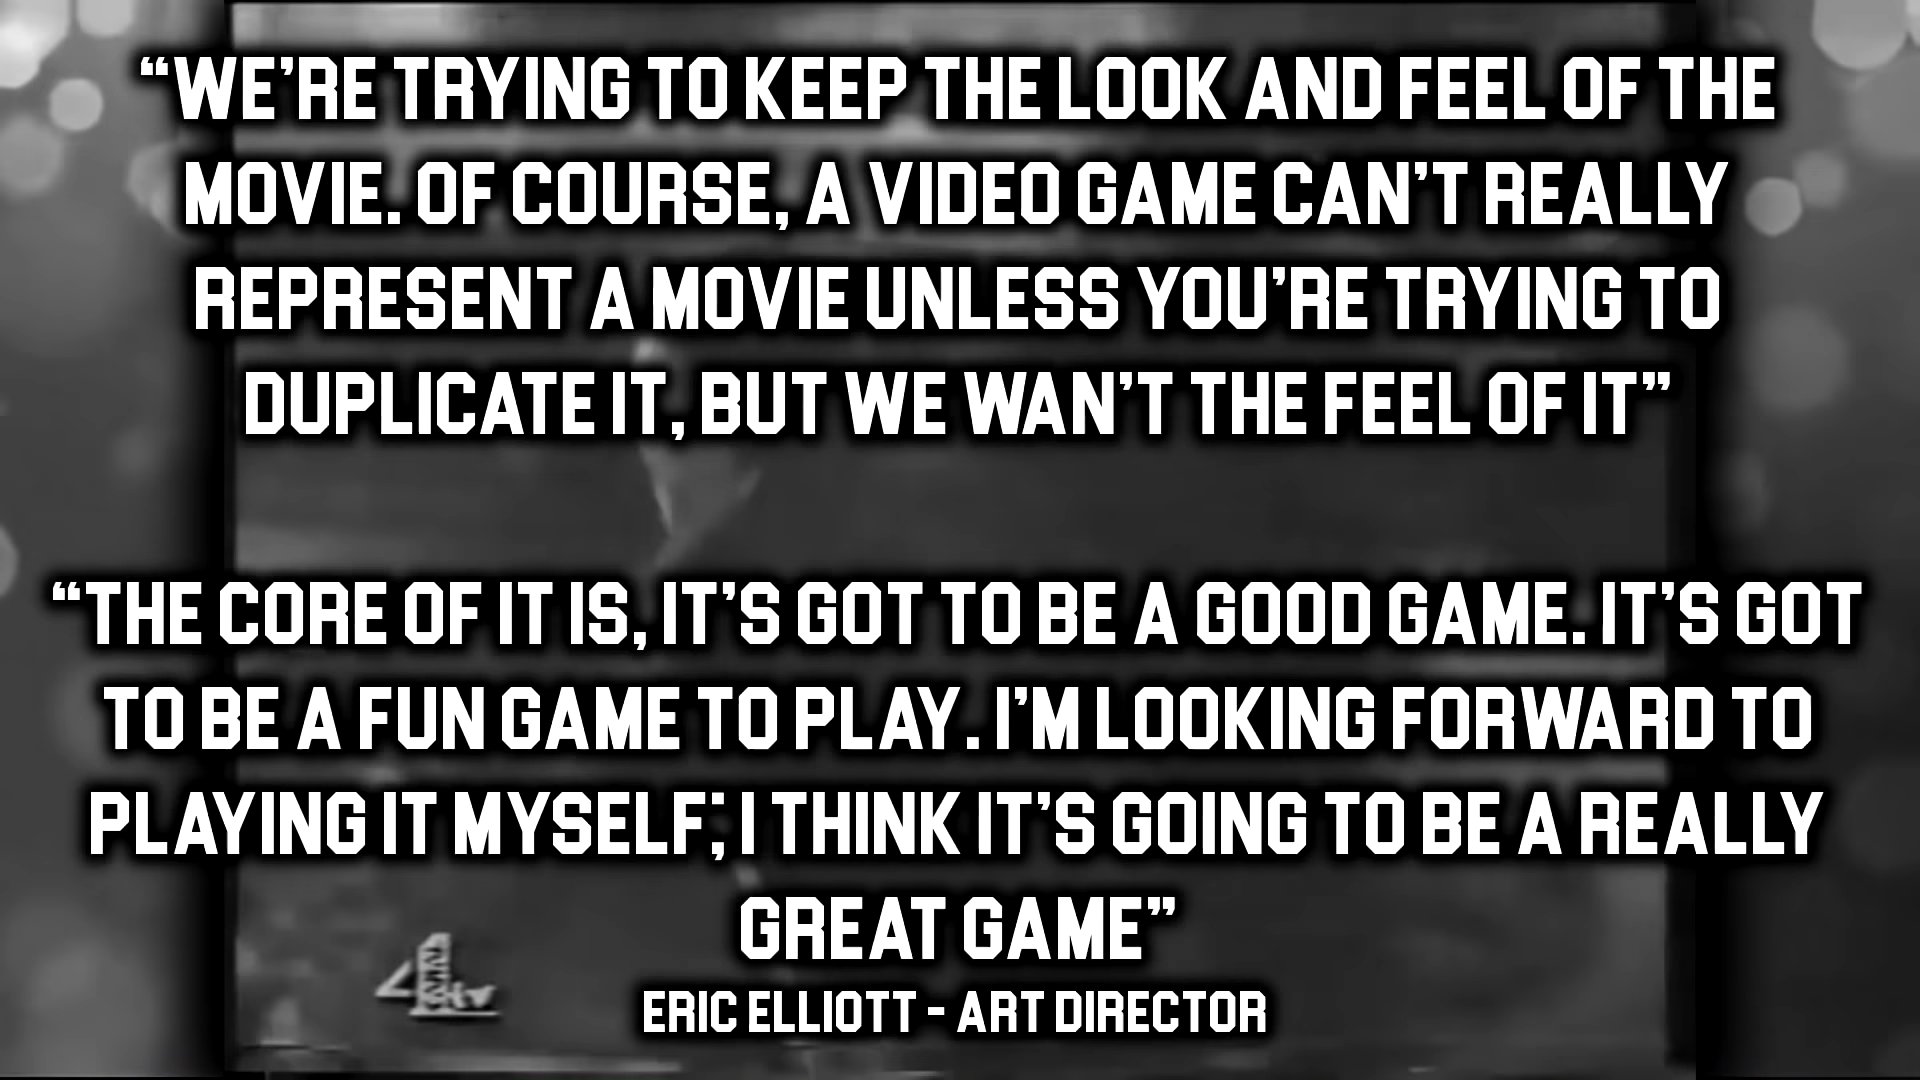 “WE’RE TRYING TO KEEP THE LOOK AND FEEL OF THE
MOVIE. OF COURSE, A VIDEO GAME CAN’T REALLY
REPRESENT A MOVIE UNLESS YOU’RE TRYING TO
DUPLICATE IT, BUT WE WAN’T THE FEEL OF IT”
“THE CORE OF IT IS, IT’S GOT TO BE A GOOD GAME. IT’S GOT
TO BE A FUN GAME TO PLAY. I’M LOOKING FORWARD TO
PLAYING IT MYSELF; I THINK IT’S GOING TO BE A REALLY
GREAT GAME”
4
ERIC ELLIOTT - ART DIRECTOR